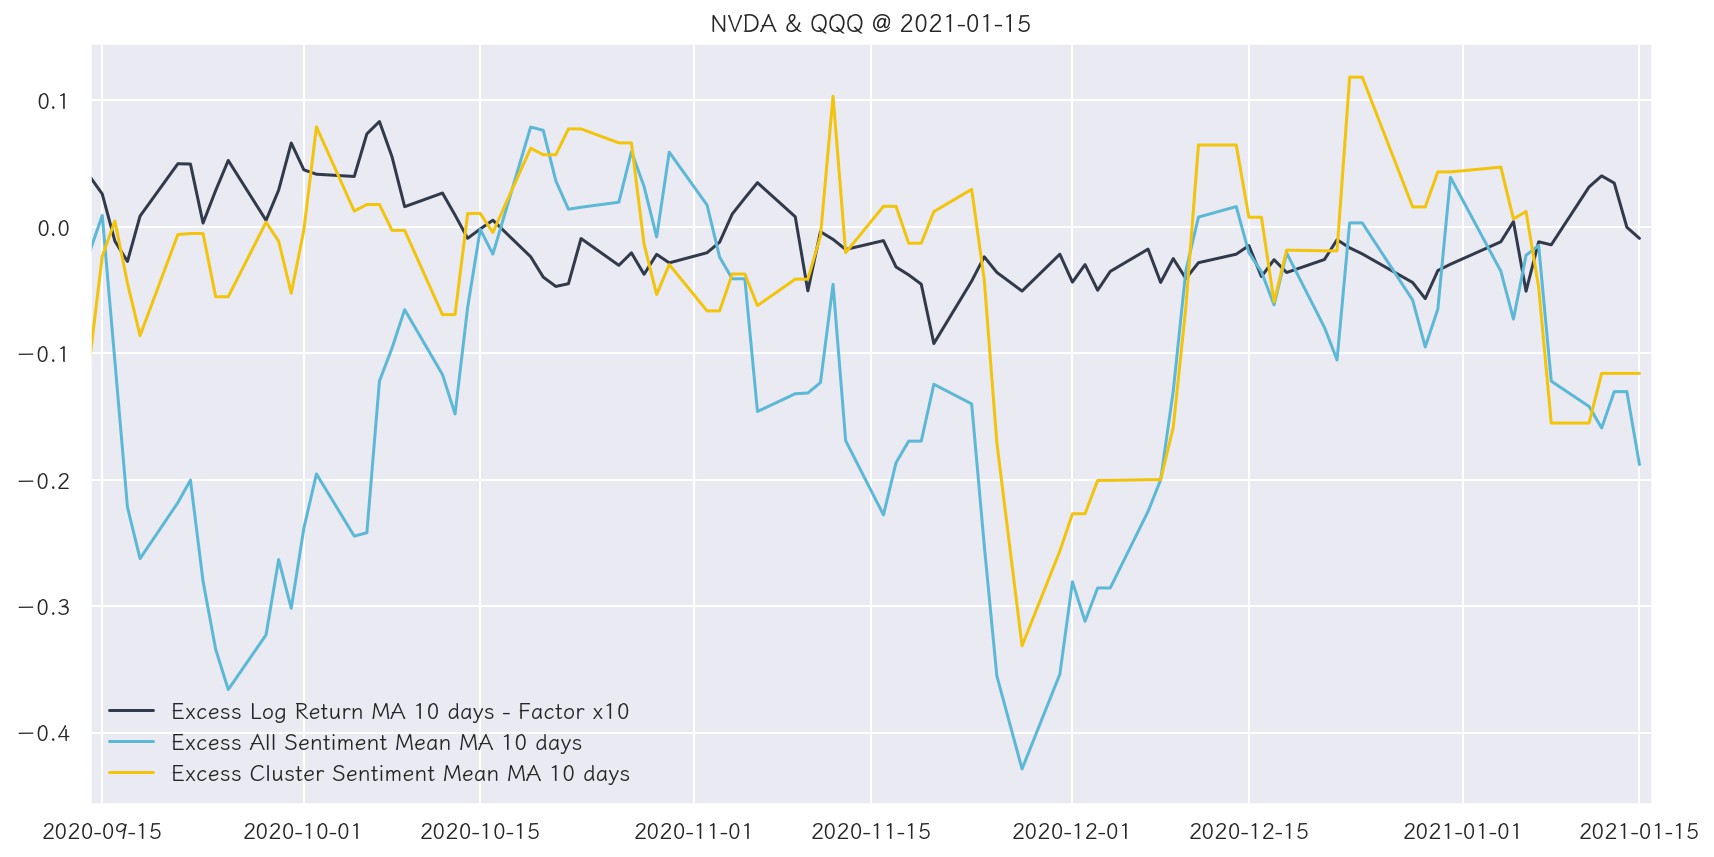 NVDA & QQQ @ 2021-01-15
0.1
0.0
−0.1
−0.2
−0.3
−0.4
Excess Log Return MA 10 days - Factor x10
Excess All Sentiment Mean MA 10 days
Excess Cluster Sentiment Mean MA 10 days
2020-09-15 2020-10-01 2020-10-15 2020-11-01 2020-11-15 2020-12-01 2020-12-15 2021-01-01 2021-01-15